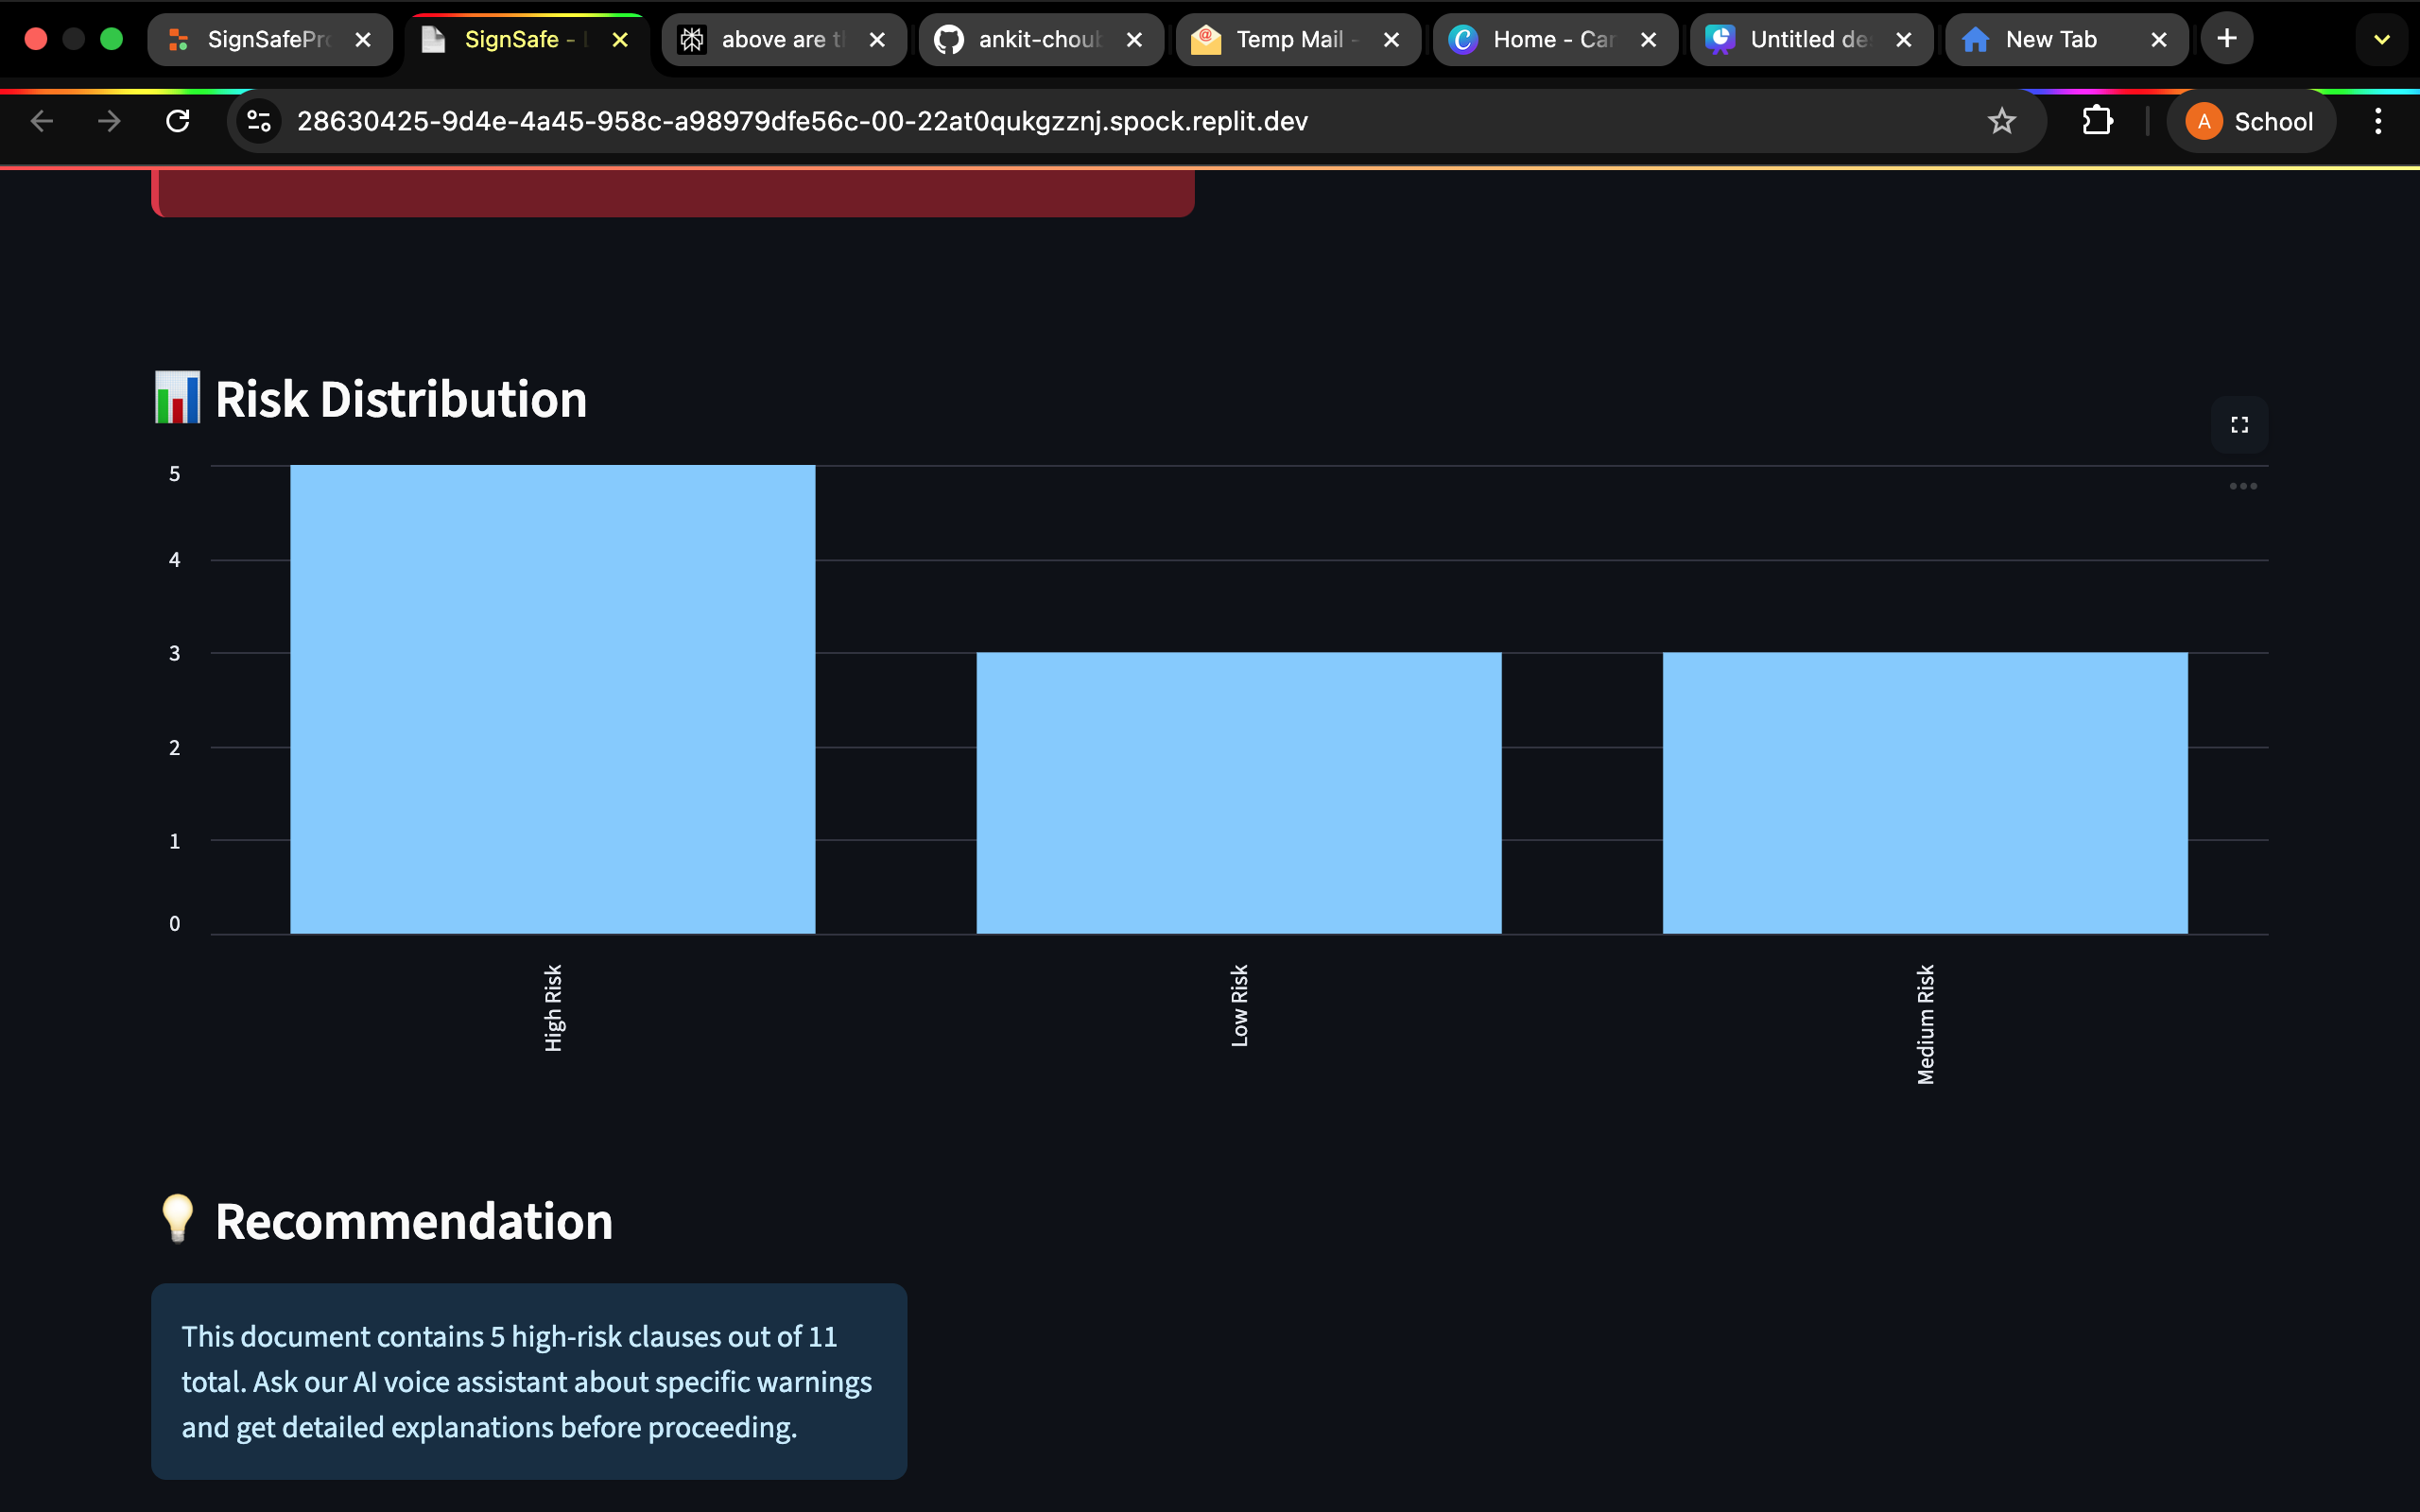 SignSafePro
SignSafe -
above are t
ankit-choub
Temp Mail -
Home - Can
Untitled de
New Tab
28630425-9d4e-4a45-958c-a98979dfe56c-00-22at0qukgzznj.spock.replit.dev
A School
Risk Distribution
5
4
3
2
1
0
High Risk
Low Risk
Medium Risk
Recommendation
This document contains 5 high-risk clauses out of 11
total. Ask our AI voice assistant about specific warnings
and get detailed explanations before proceeding.